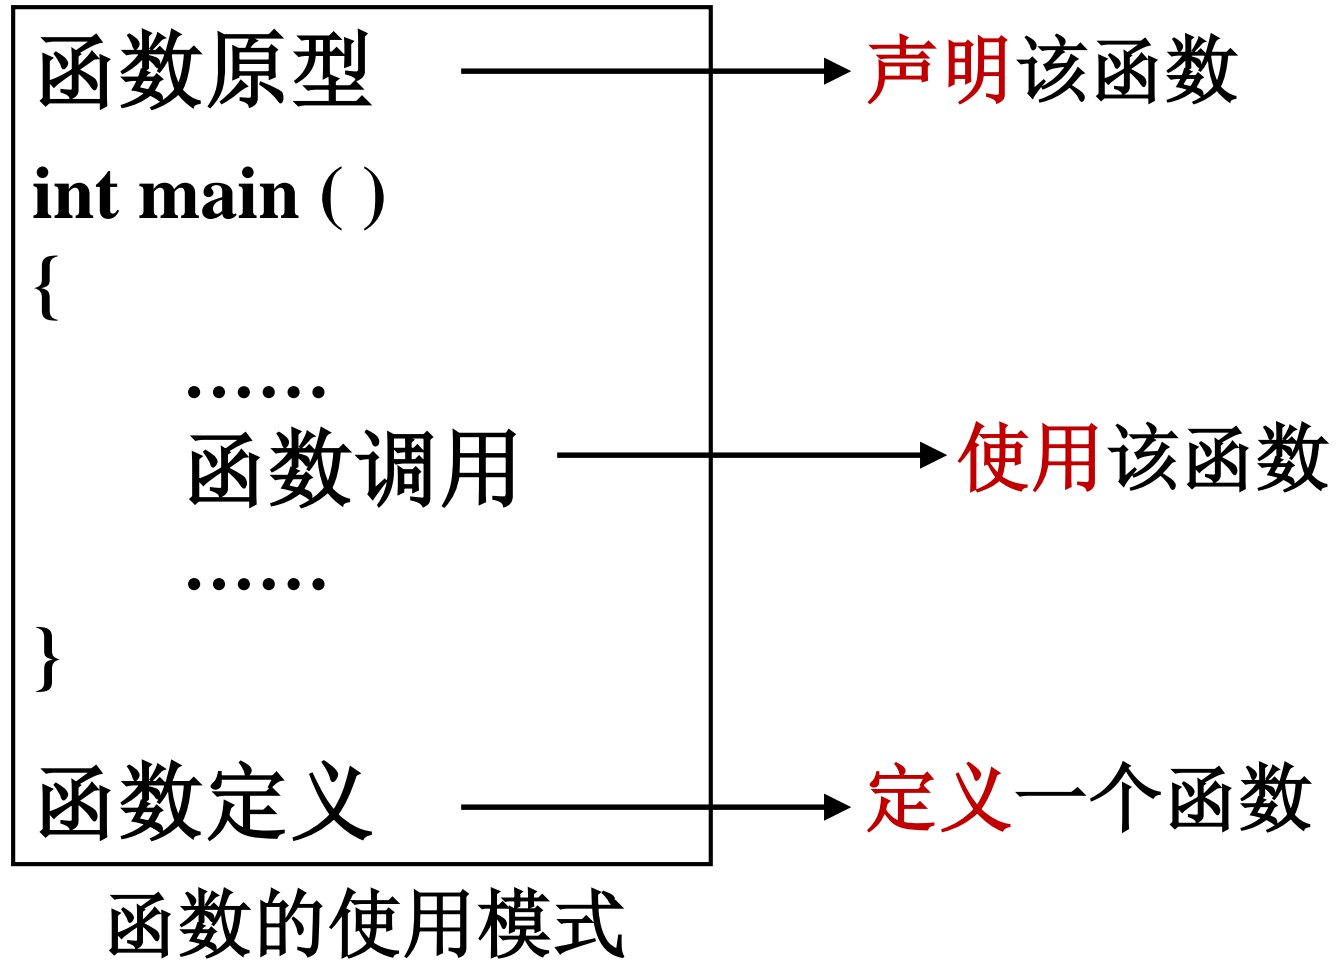 函数原型 声明该函数
int main ( )
{
……
函数调用 使用该函数
……
}
函数定义 定义一个函数
函数的使用模式